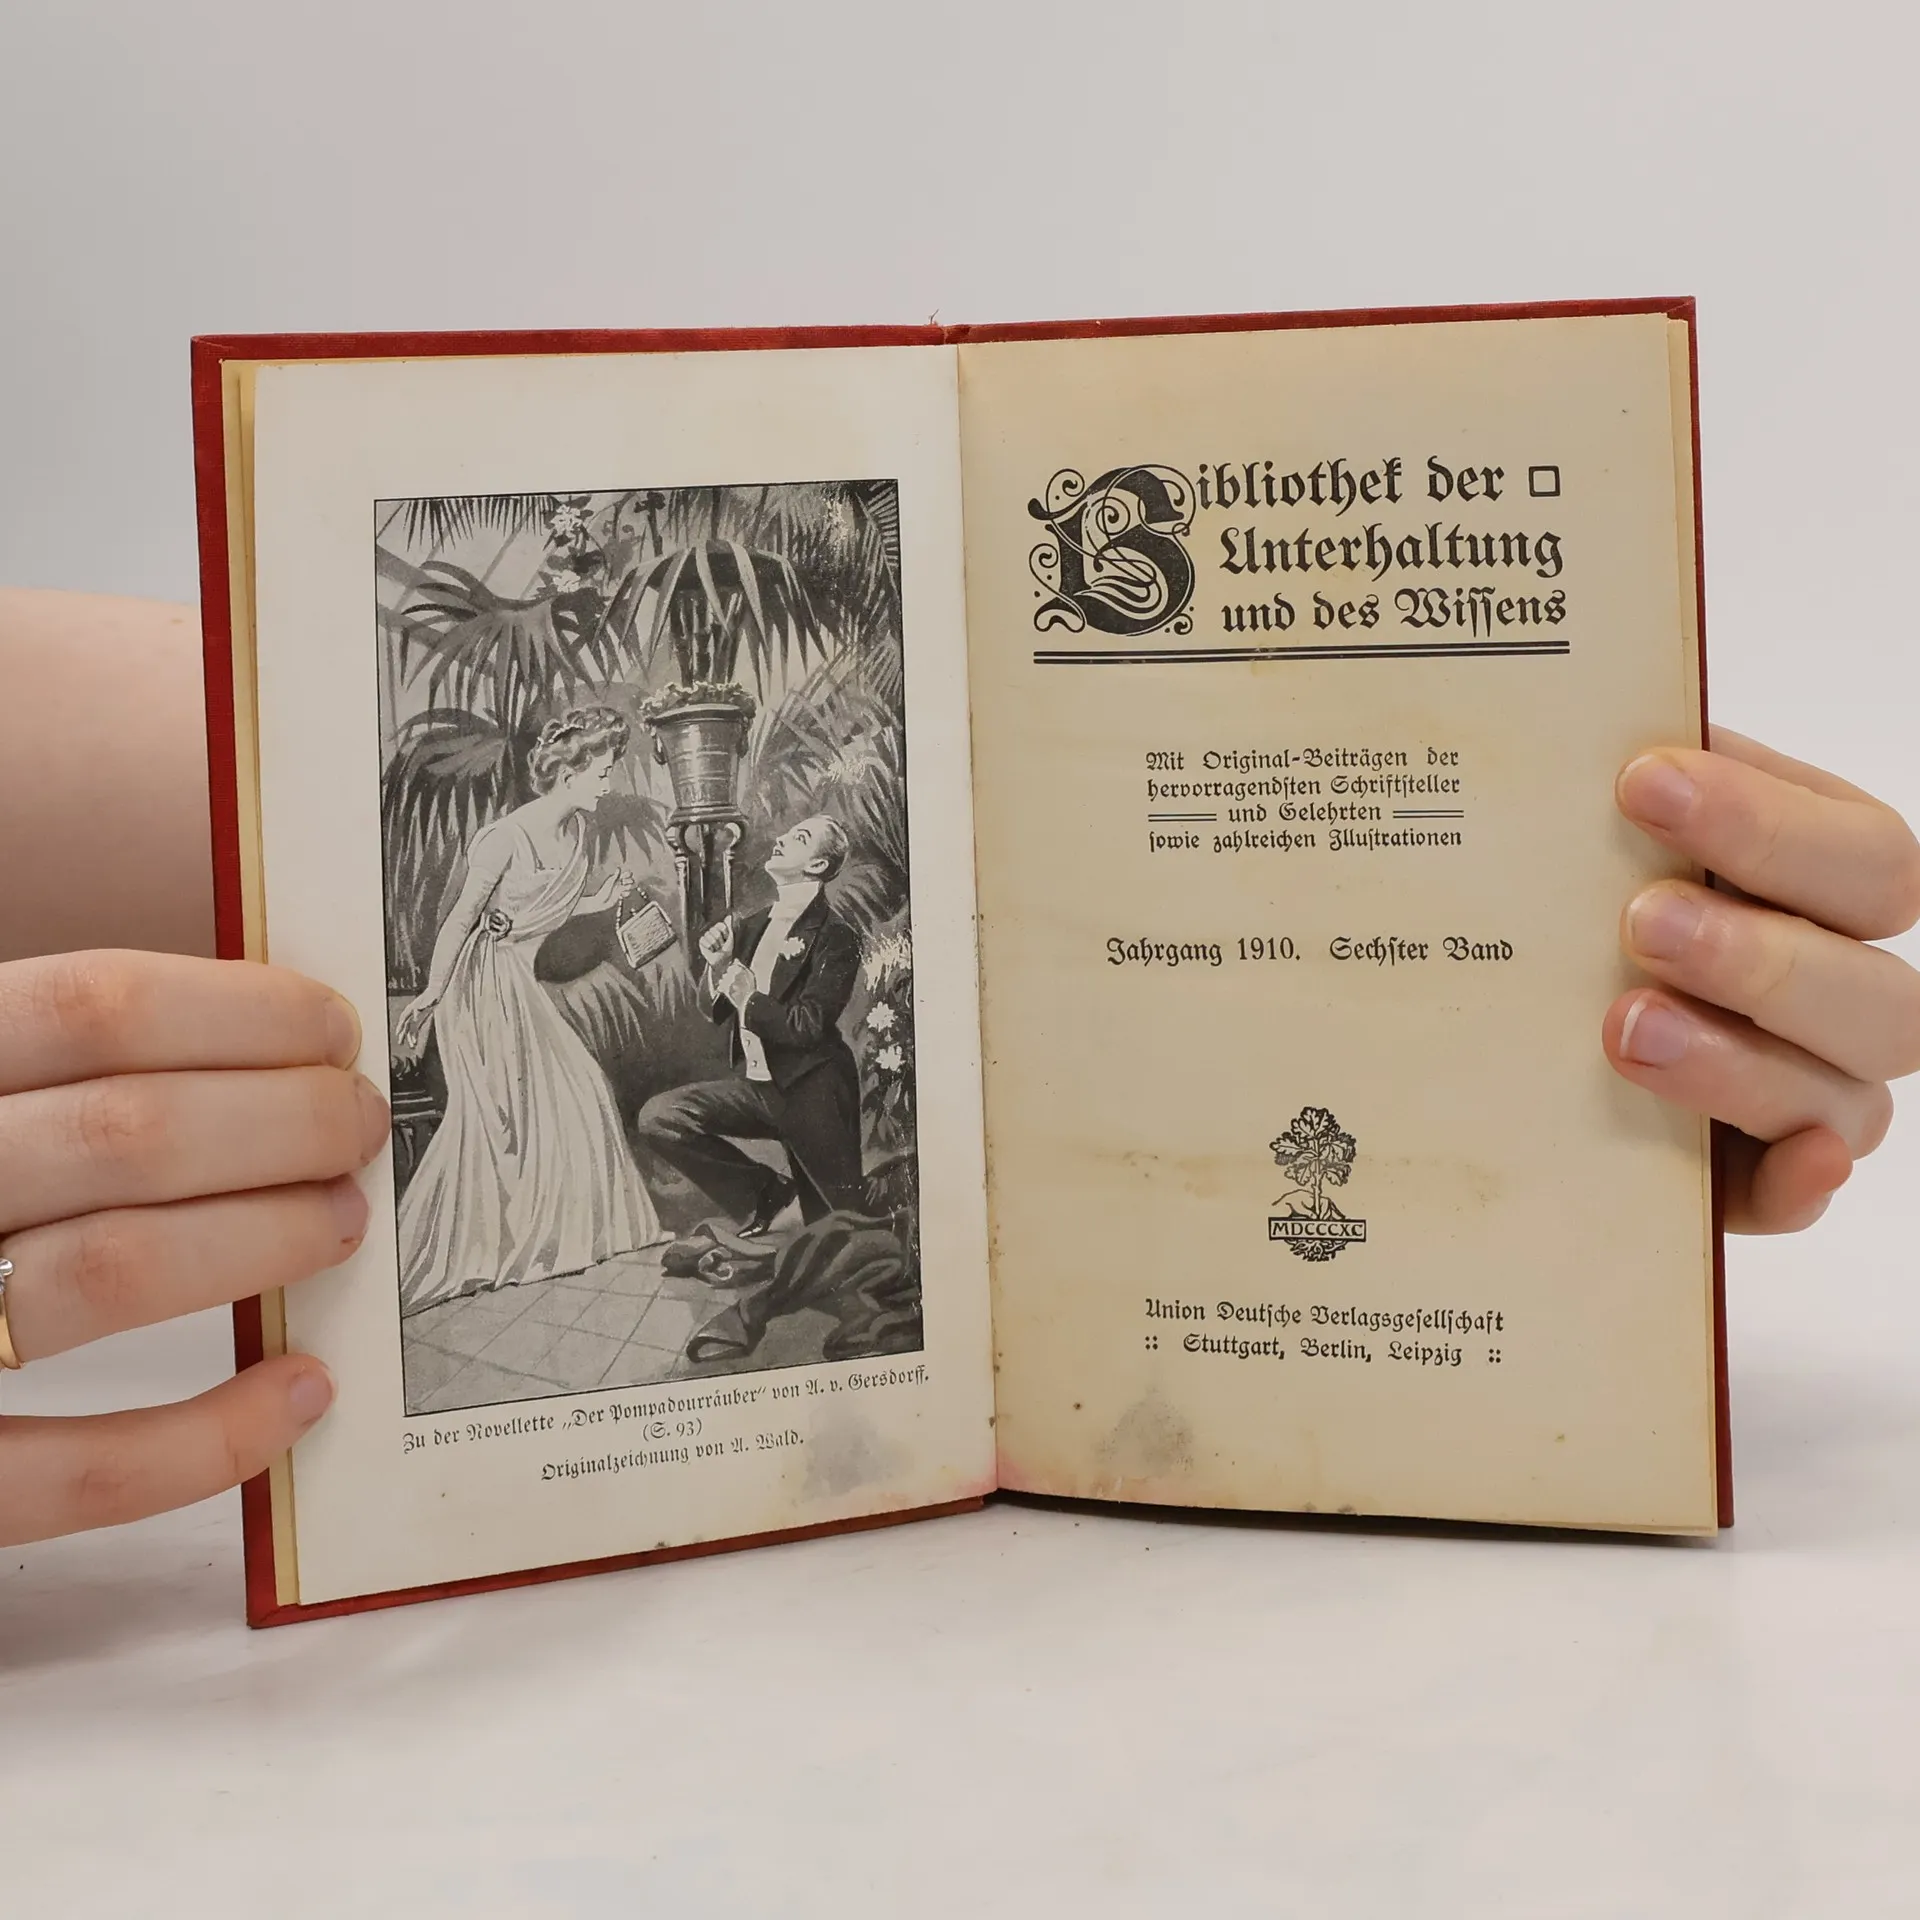 Zu der Novellette „Der Pompadourräuber“ von A. v. Gersdorff.
(S. 93)
Originalzeichnung von A. Wald.
Bibliothek der
Unterhaltung
und des Wiſſens
Mit Original-Beiträgen der
hervorragendſten Schriftſteller
und Gelehrten
ſowie zahlreichen Illuſtrationen
Jahrgang 1910. Sechſter Band
MDCCCXC
Union Deutſche Verlagsgeſellſchaft
:: Stuttgart, Berlin, Leipzig ::